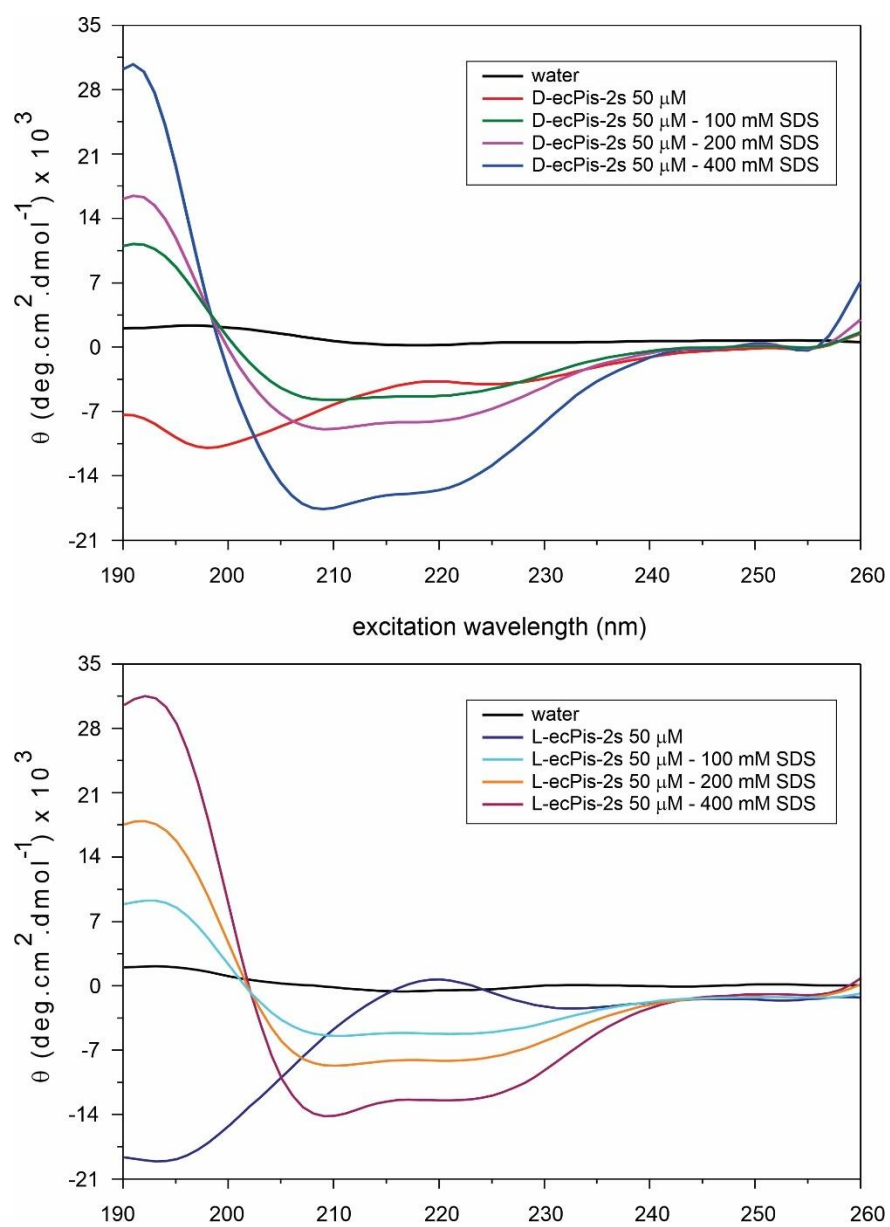 35
28
21
14
7
0
-7
-14
-21
θ (deg.cm².dmol⁻¹) x 10³
water
D-ecPis-2s 50 μM
D-ecPis-2s 50 μM - 100 mM SDS
D-ecPis-2s 50 μM - 200 mM SDS
D-ecPis-2s 50 μM - 400 mM SDS
190 200 210 220 230 240 250 260
excitation wavelength (nm)
35
28
21
14
7
0
-7
-14
-21
θ (deg.cm².dmol⁻¹) x 10³
water
L-ecPis-2s 50 μM
L-ecPis-2s 50 μM - 100 mM SDS
L-ecPis-2s 50 μM - 200 mM SDS
L-ecPis-2s 50 μM - 400 mM SDS
190 200 210 220 230 240 250 260